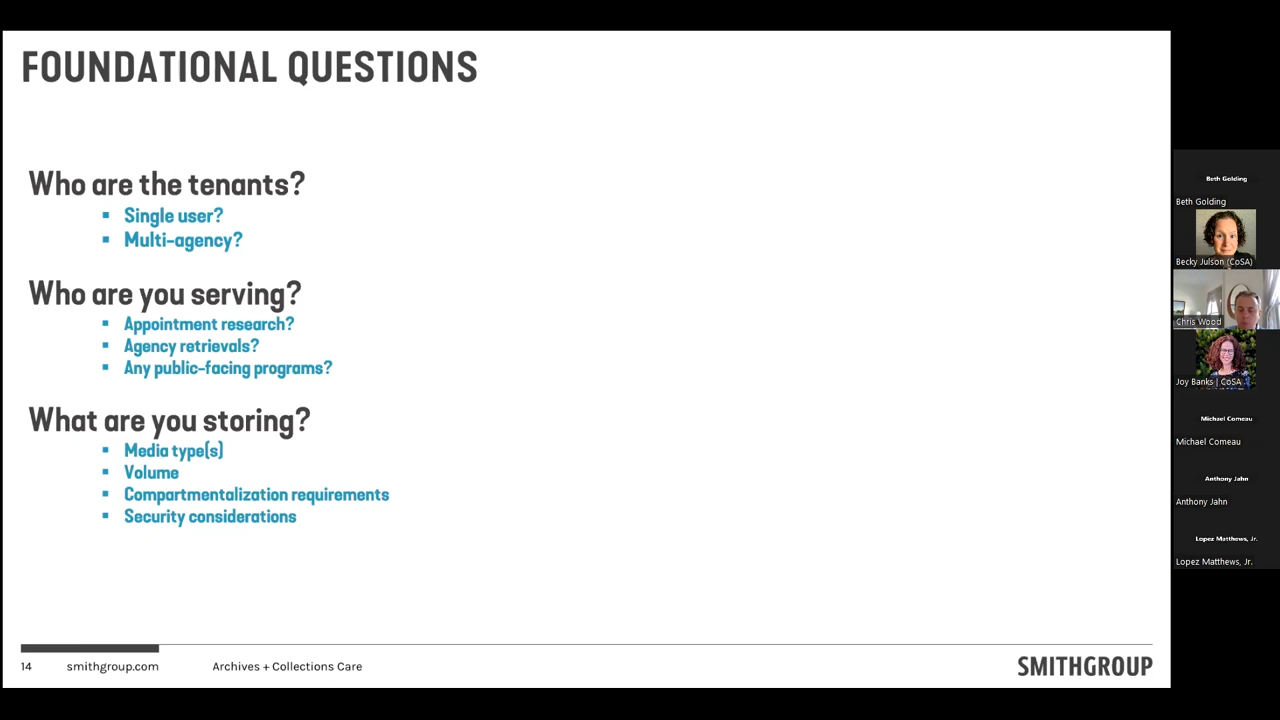 FOUNDATIONAL QUESTIONS
Who are the tenants?
▪ Single user?
▪ Multi-agency?
Who are you serving?
▪ Appointment research?
▪ Agency retrievals?
▪ Any public-facing programs?
What are you storing?
▪ Media type(s)
▪ Volume
▪ Compartmentalization requirements
▪ Security considerations
14 smithgroup.com Archives + Collections Care SMITHGROUP
Beth Golding
Beth Golding
Becky Julson (CoSA)
Chris Wood
Joy Banks | CoSA
Michael Comeau
Michael Comeau
Anthony Jahn
Anthony Jahn
Lopez Matthews, Jr.
Lopez Matthews, Jr.